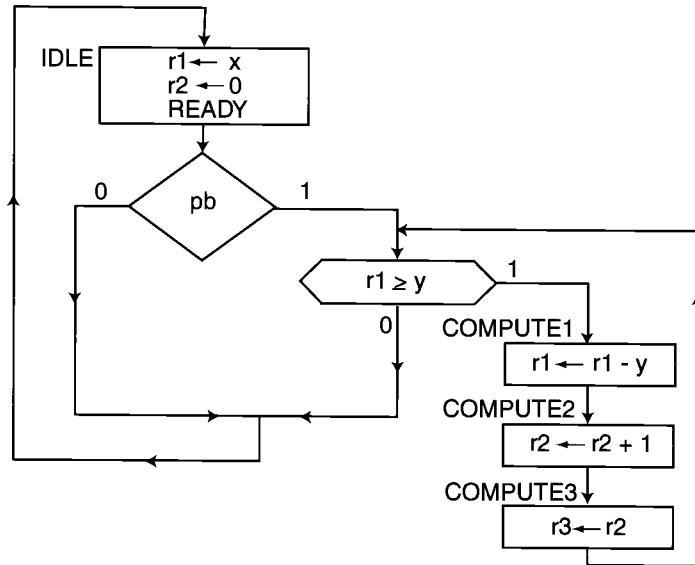 IDLE
r1 ← x
r2 ← 0
READY
0
pb
1
r1 ≥ y
1
0
COMPUTE1
r1 ← r1 - y
COMPUTE2
r2 ← r2 + 1
COMPUTE3
r3 ← r2